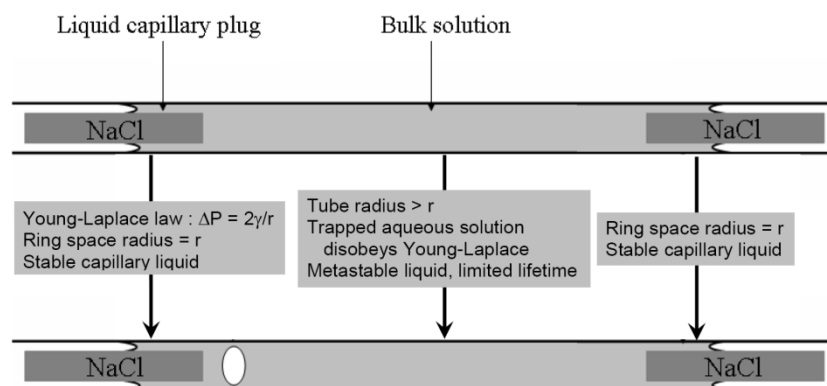 Liquid capillary plug
Bulk solution
NaCl
NaCl
Young-Laplace law : ΔP = 2γ/r
Ring space radius = r
Stable capillary liquid
Tube radius > r
Trapped aqueous solution
disobeys Young-Laplace
Metastable liquid, limited lifetime
Ring space radius = r
Stable capillary liquid
NaCl
NaCl